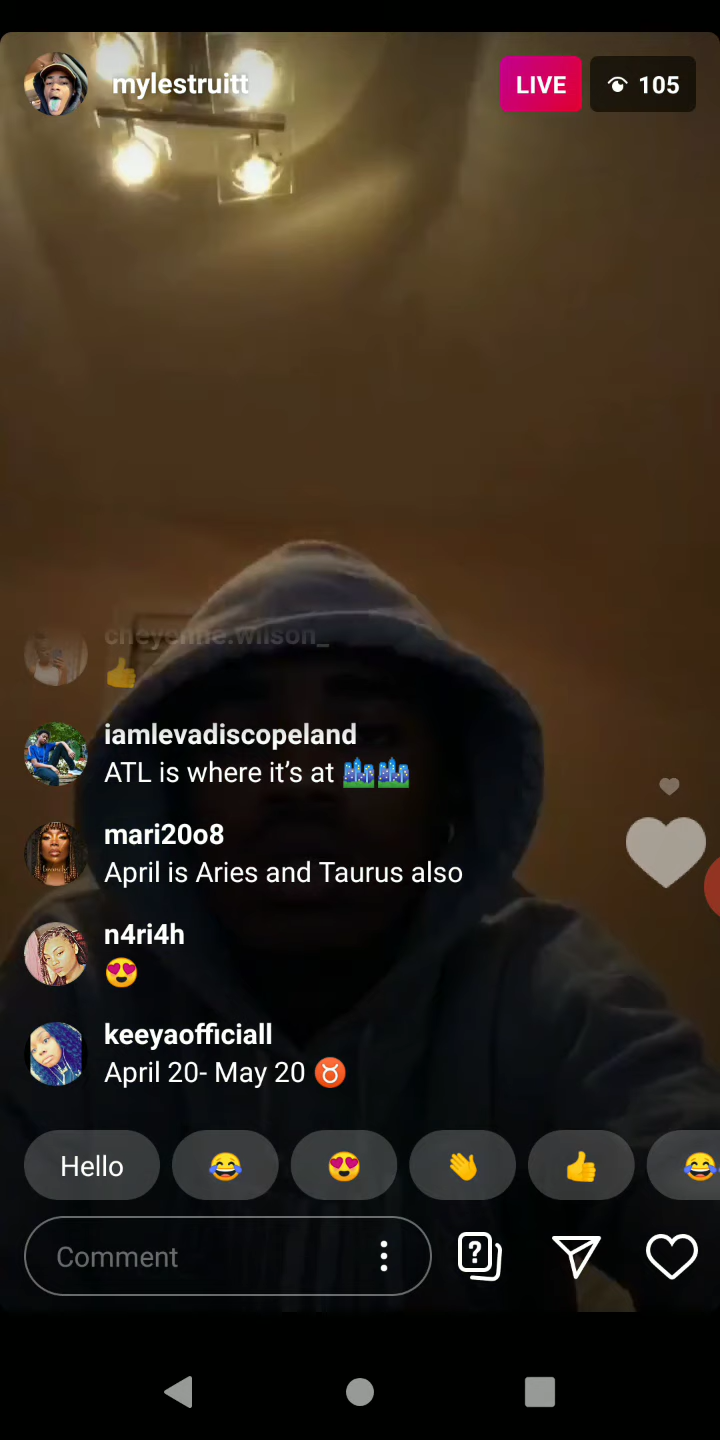 mylestruitt
LIVE
105
cheyenne.wilson_
👍
iamlevadiscopeland
ATL is where it’s at 🌃🌃
mari20o8
April is Aries and Taurus also
n4ri4h
😍
keeyaofficiall
April 20- May 20 ♉
Hello 😂 😍 👋 👍 😂
Comment